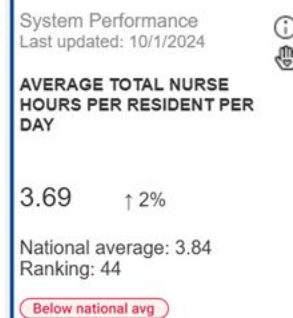 System Performance
Last updated: 10/1/2024
AVERAGE TOTAL NURSE
HOURS PER RESIDENT PER
DAY
3.69 ↑ 2%
National average: 3.84
Ranking: 44
Below national avg